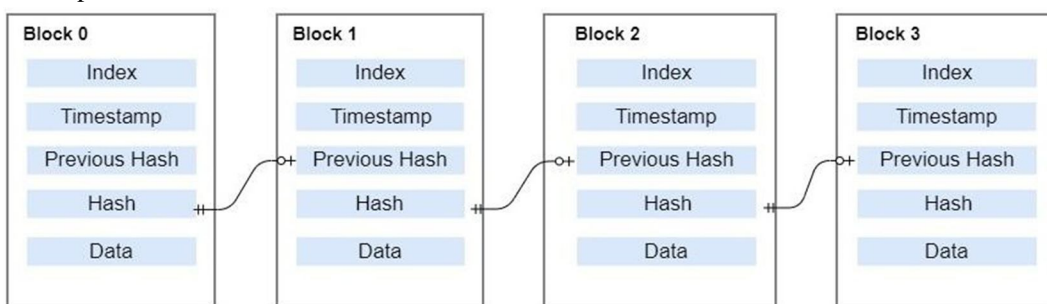 Block 0
Index
Timestamp
Previous Hash
Hash
Data
Block 1
Index
Timestamp
Previous Hash
Hash
Data
Block 2
Index
Timestamp
Previous Hash
Hash
Data
Block 3
Index
Timestamp
Previous Hash
Hash
Data